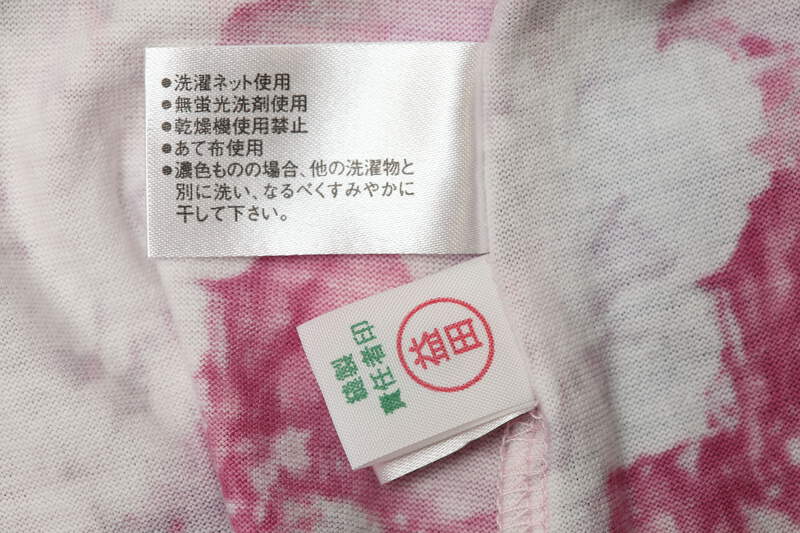 ●洗濯ネット使用
●無蛍光洗剤使用
●乾燥機使用禁止
●あて布使用
●濃色ものの場合、他の洗濯物と
別に洗い、なるべくすみやかに
干して下さい。
縫製
責任者印
益田